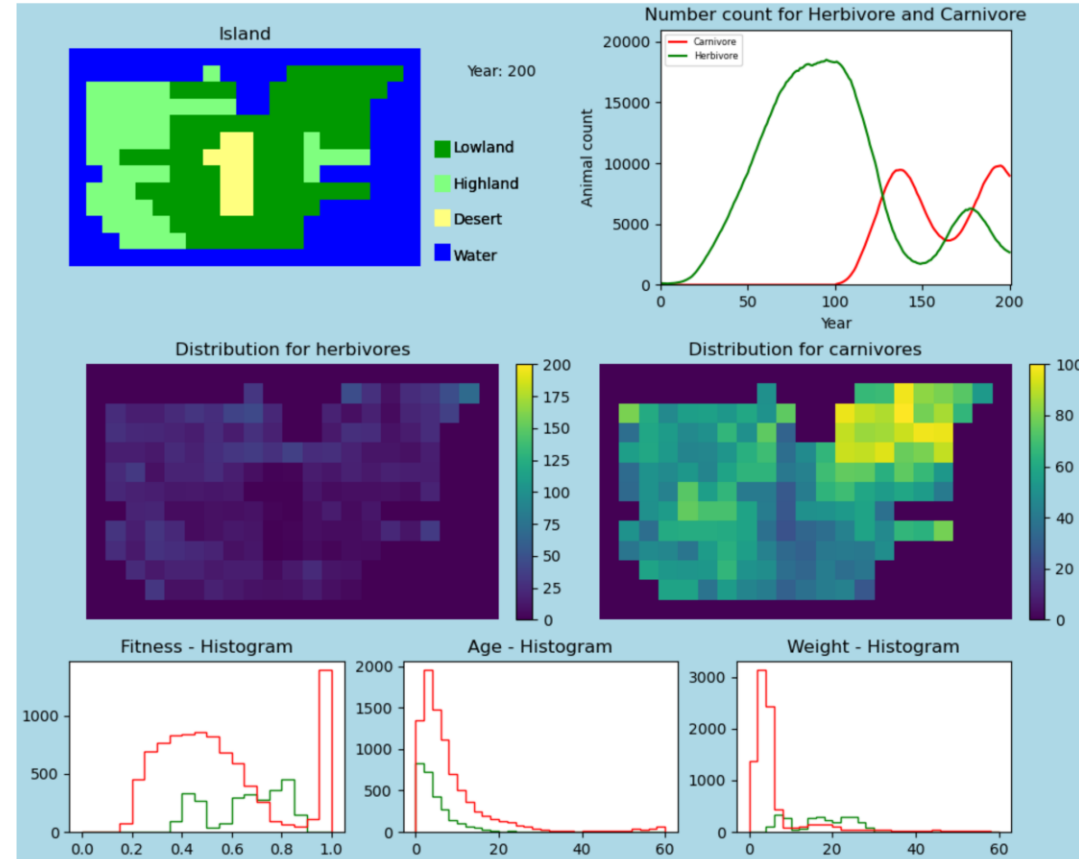 Island
Year: 200
Lowland
Highland
Desert
Water
Number count for Herbivore and Carnivore
Carnivore
Herbivore
Animal count
20000
15000
10000
5000
0
0 50 100 150 200
Year
Distribution for herbivores
200
175
150
125
100
75
50
25
0
Distribution for carnivores
100
80
60
40
20
0
Fitness - Histogram
1000
500
0
0.0 0.2 0.4 0.6 0.8 1.0
Age - Histogram
2000
1500
1000
500
0
0 20 40 60
Weight - Histogram
3000
2000
1000
0
0 20 40 60